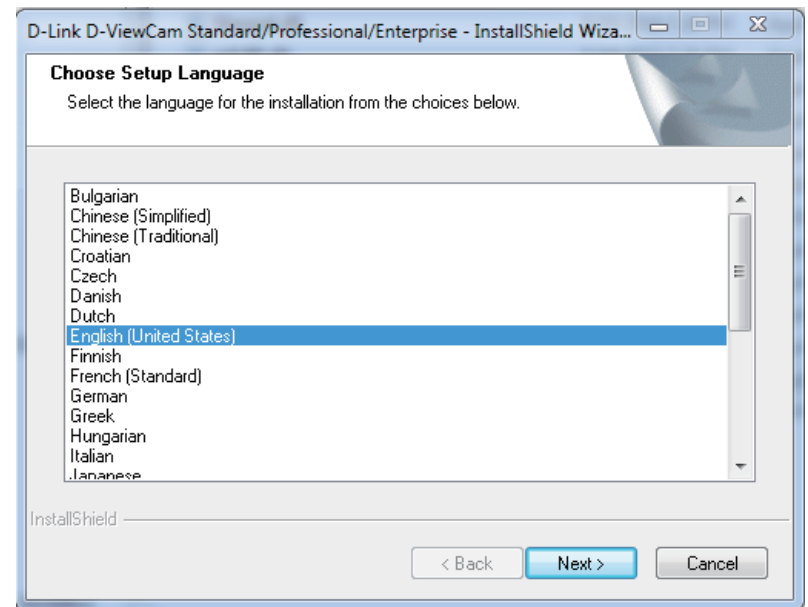 D-Link D-ViewCam Standard/Professional/Enterprise - InstallShield Wiza...
Choose Setup Language
Select the language for the installation from the choices below.
Bulgarian
Chinese (Simplified)
Chinese (Traditional)
Croatian
Czech
Danish
Dutch
English (United States)
Finnish
French (Standard)
German
Greek
Hungarian
Italian
Japanese
InstallShield
< Back Next > Cancel